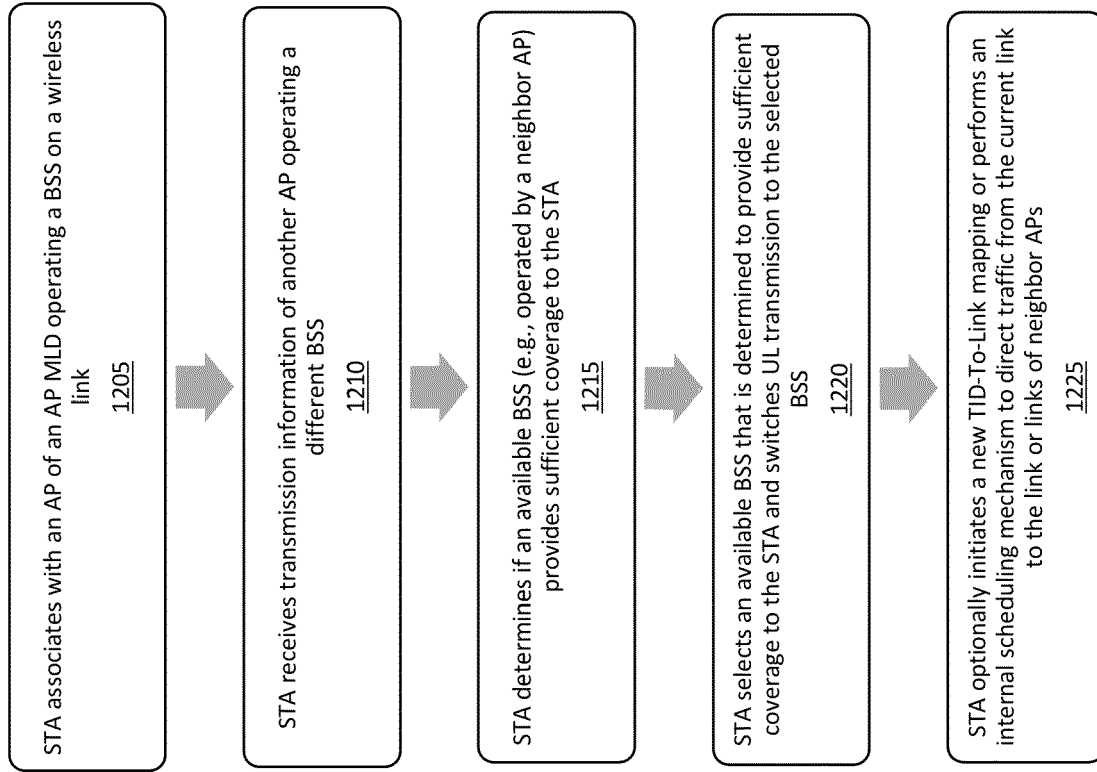 STA associates with an AP of an AP MLD operating a BSS on a wireless
link
1205
STA receives transmission information of another AP operating a
different BSS
1210
STA determines if an available BSS (e.g., operated by a neighbor AP)
provides sufficient coverage to the STA
1215
STA selects an available BSS that is determined to provide sufficient
coverage to the STA and switches UL transmission to the selected
BSS
1220
STA optionally initiates a new TID-To-Link mapping or performs an
internal scheduling mechanism to direct traffic from the current link
to the link or links of neighbor APs
1225